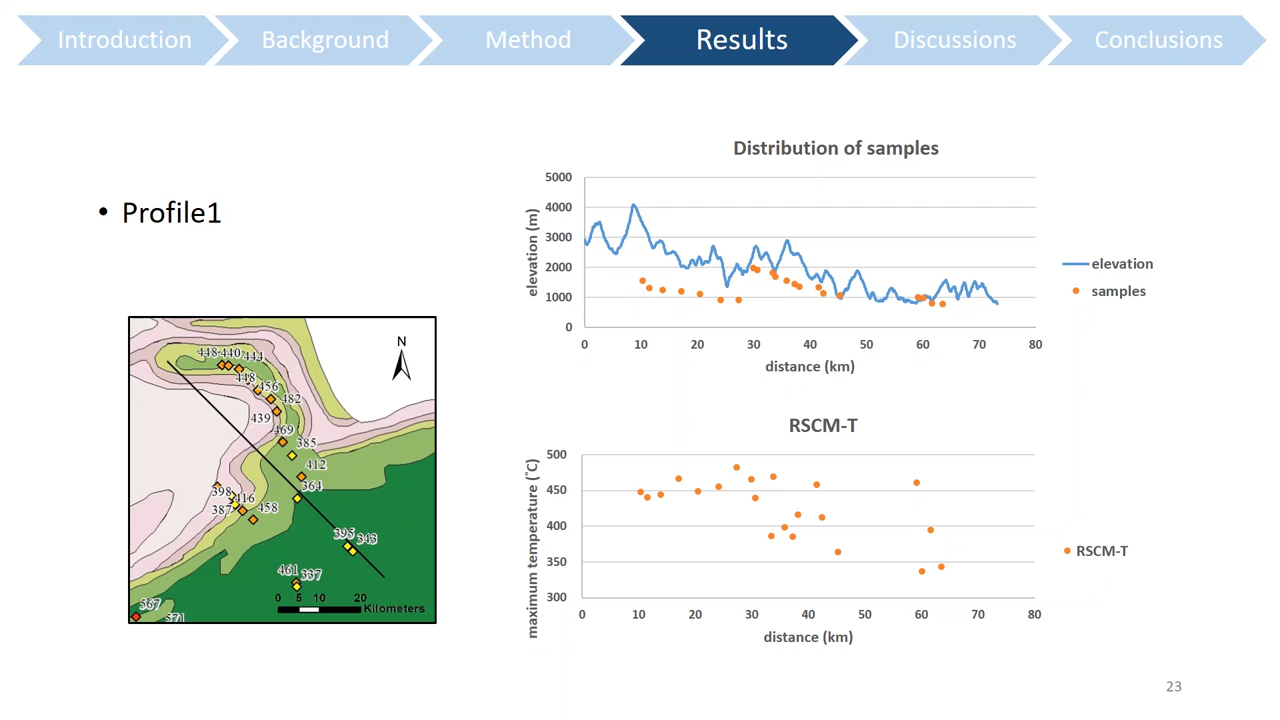 Introduction
Background
Method
Results
Discussions
Conclusions
• Profile1
N
448 440 444
448
456
482
439
469
385
412
364
398
416
387
458
395
343
461
337
567
571
0 5 10 20
Kilometers
Distribution of samples
elevation (m)
5000
4000
3000
2000
1000
0
0 10 20 30 40 50 60 70 80
distance (km)
elevation
samples
RSCM-T
maximum temperature (˚C)
500
450
400
350
300
0 10 20 30 40 50 60 70 80
distance (km)
RSCM-T
23